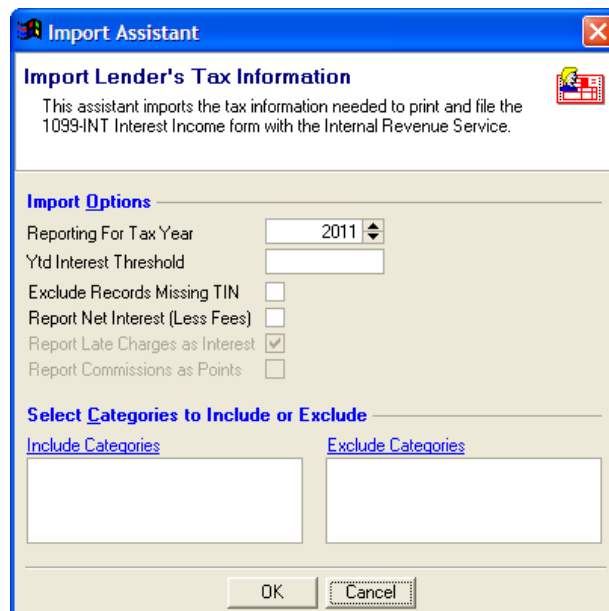 Import Assistant
Import Lender's Tax Information
This assistant imports the tax information needed to print and file the
1099-INT Interest Income form with the Internal Revenue Service.
Import Options
Reporting For Tax Year 2011
Ytd Interest Threshold
Exclude Records Missing TIN
Report Net Interest (Less Fees)
Report Late Charges as Interest
Report Commissions as Points
Select Categories to Include or Exclude
Include Categories Exclude Categories
OK Cancel